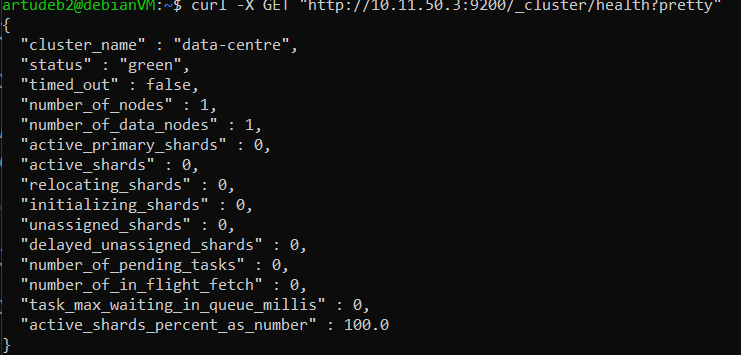 artudeb2@debianVM:~$ curl -X GET "http://10.11.50.3:9200/_cluster/health?pretty"
{
  "cluster_name" : "data-centre",
  "status" : "green",
  "timed_out" : false,
  "number_of_nodes" : 1,
  "number_of_data_nodes" : 1,
  "active_primary_shards" : 0,
  "active_shards" : 0,
  "relocating_shards" : 0,
  "initializing_shards" : 0,
  "unassigned_shards" : 0,
  "delayed_unassigned_shards" : 0,
  "number_of_pending_tasks" : 0,
  "number_of_in_flight_fetch" : 0,
  "task_max_waiting_in_queue_millis" : 0,
  "active_shards_percent_as_number" : 100.0
}